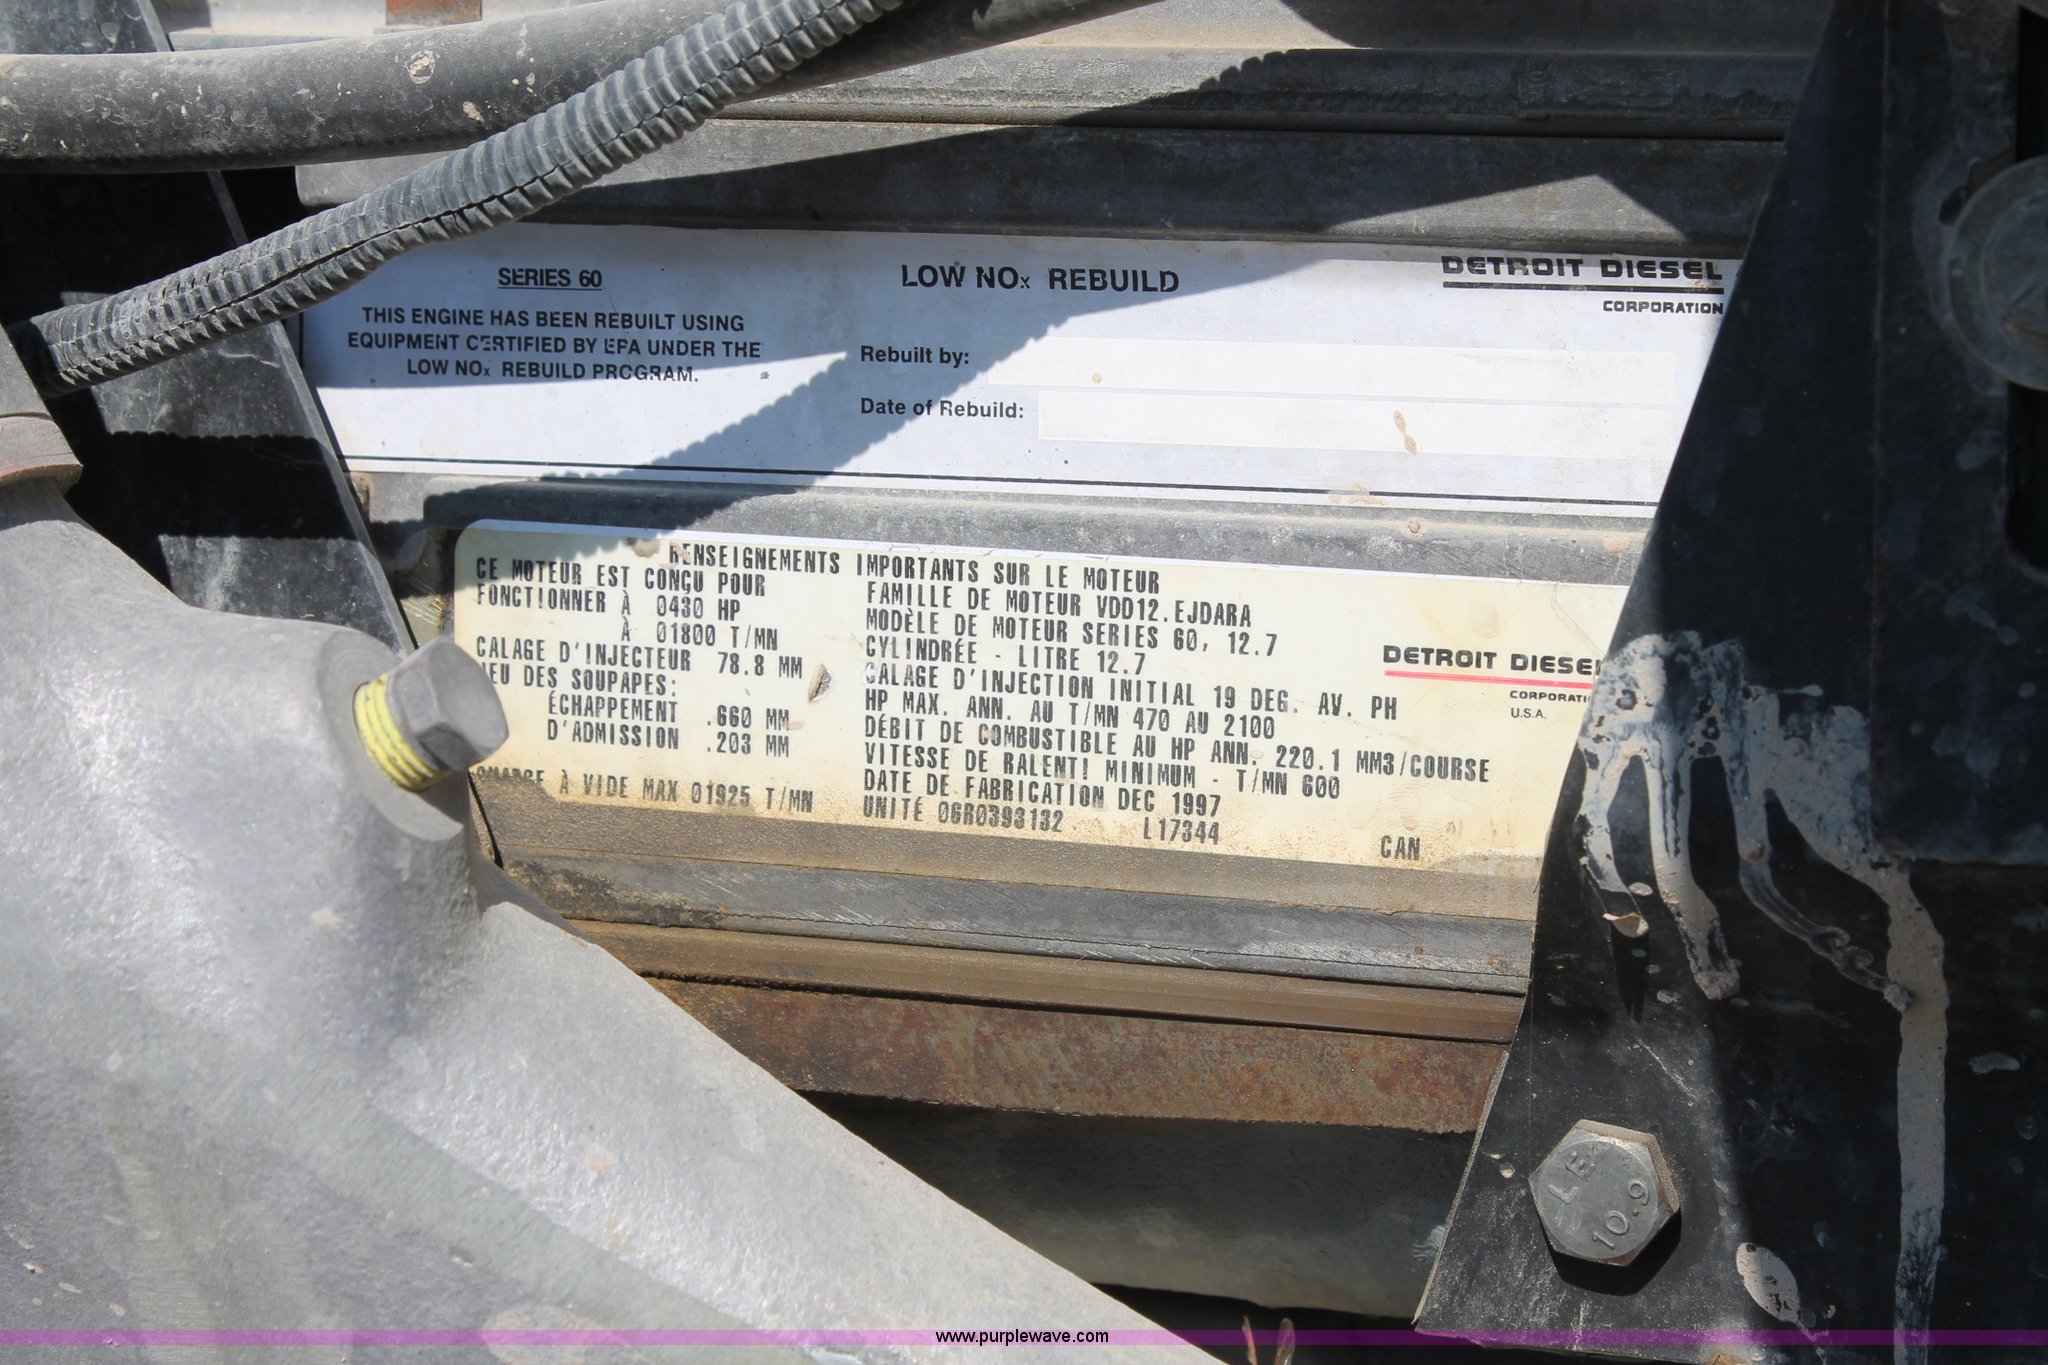 SERIES 60
THIS ENGINE HAS BEEN REBUILT USING
EQUIPMENT CERTIFIED BY EPA UNDER THE
LOW NOx REBUILD PROGRAM.
LOW NOx REBUILD
Rebuilt by:
Date of Rebuild:
DETROIT DIESEL
CORPORATION
RENSEIGNEMENTS IMPORTANTS SUR LE MOTEUR
CE MOTEUR EST CONÇU POUR
FONCTIONNER À 0430 HP
À 01800 T/MN
CALAGE D'INJECTEUR 78.8 MM
JEU DES SOUPAPES:
ÉCHAPPEMENT .660 MM
D'ADMISSION .203 MM
CHARGE À VIDE MAX 01925 T/MN
FAMILLE DE MOTEUR VDD12.EJDARA
MODÈLE DE MOTEUR SERIES 60, 12.7
CYLINDRÉE - LITRE 12.7
CALAGE D'INJECTION INITIAL 19 DEG. AV. PH
HP MAX. ANN. AU T/MN 470 AU 2100
DÉBIT DE COMBUSTIBLE AU HP ANN. 220.1 MM3/COURSE
VITESSE DE RALENTI MINIMUM - T/MN 600
DATE DE FABRICATION DEC 1997
UNITÉ 06R0393132 L17344
CAN
DETROIT DIESEL
CORPORATI
U.S.A.
LE
10.9
www.purplewave.com